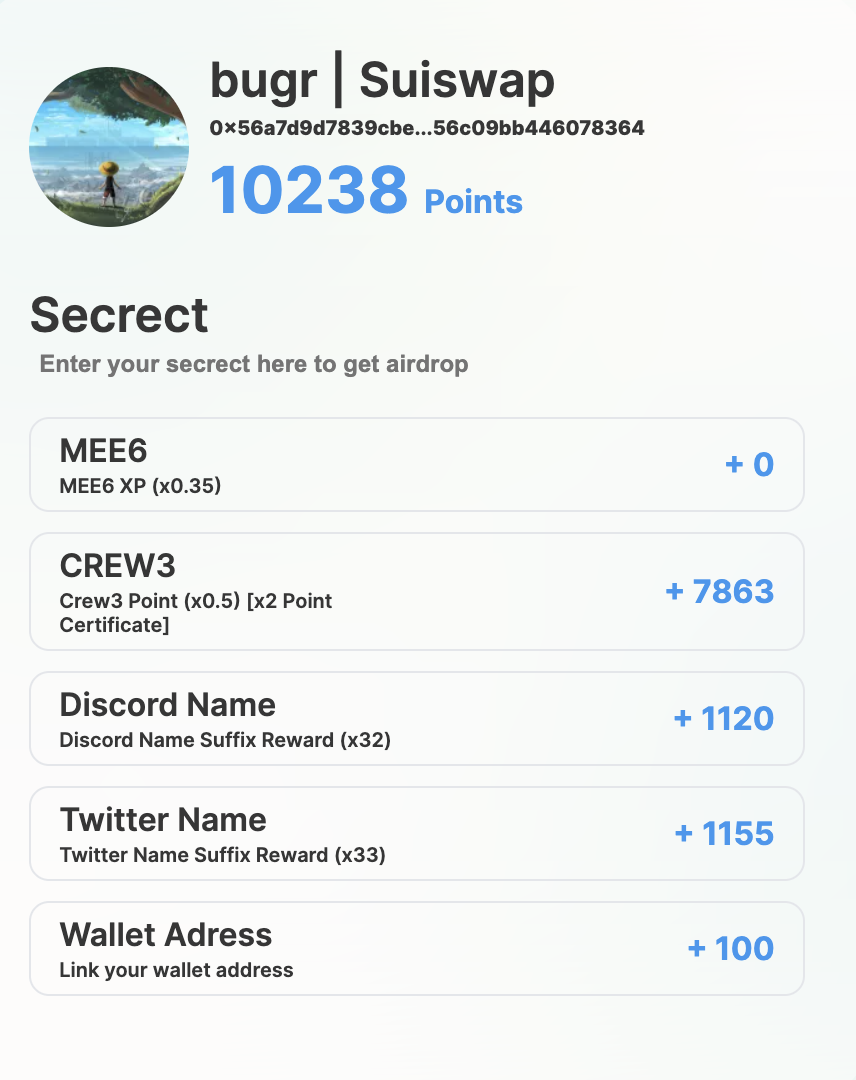 bugr | Suiswap
0x56a7d9d7839cbe...56c09bb446078364
10238 Points
Secrect
Enter your secrect here to get airdrop
MEE6
MEE6 XP (x0.35)
+ 0
CREW3
Crew3 Point (x0.5) [x2 Point
Certificate]
+ 7863
Discord Name
Discord Name Suffix Reward (x32)
+ 1120
Twitter Name
Twitter Name Suffix Reward (x33)
+ 1155
Wallet Adress
Link your wallet address
+ 100